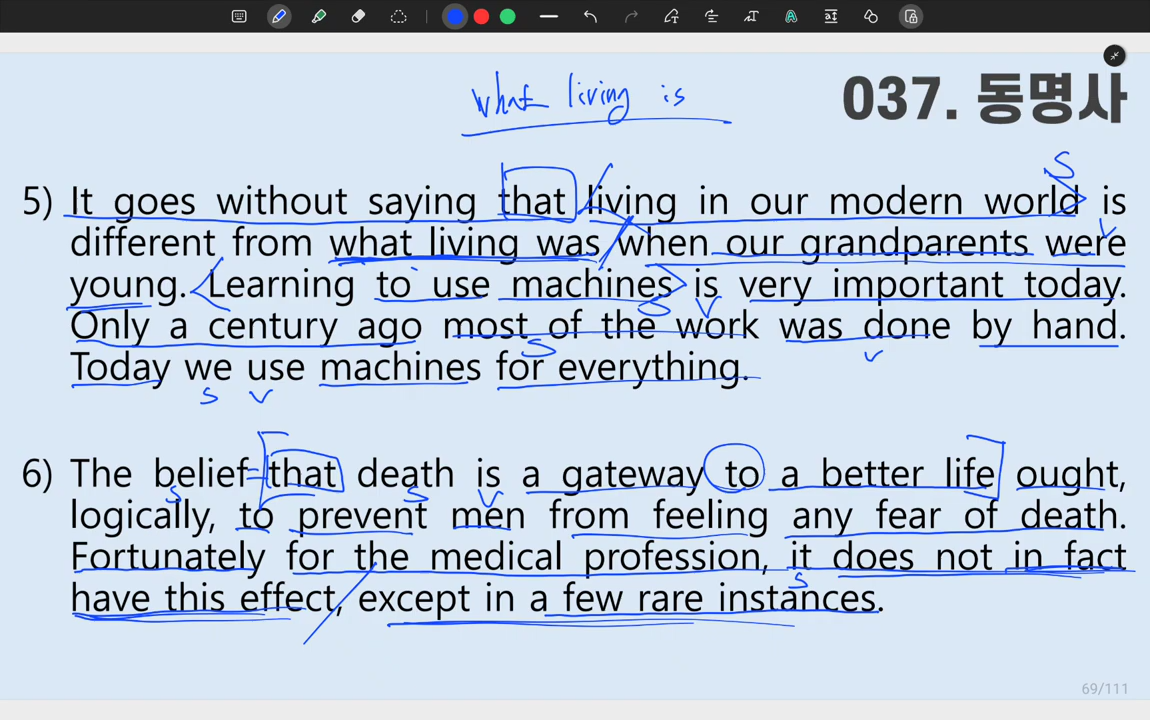 what living is
037. 동명사
S
5) It goes without saying that living in our modern world is
V
different from what living was when our grandparents were
young. Learning to use machines is very important today.
S V
Only a century ago most of the work was done by hand.
S V
Today we use machines for everything.
S V
6) The belief= that death is a gateway to a better life ought,
S S V
logically, to prevent men from feeling any fear of death.
Fortunately for the medical profession, it does not in fact
S
have this effect, except in a few rare instances.
69/111